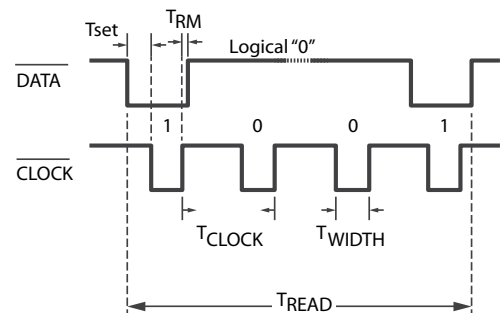 Tset TRM
Logical "0"
DATA
1 0 0 1
CLOCK
TCLOCK TWIDTH
TREAD